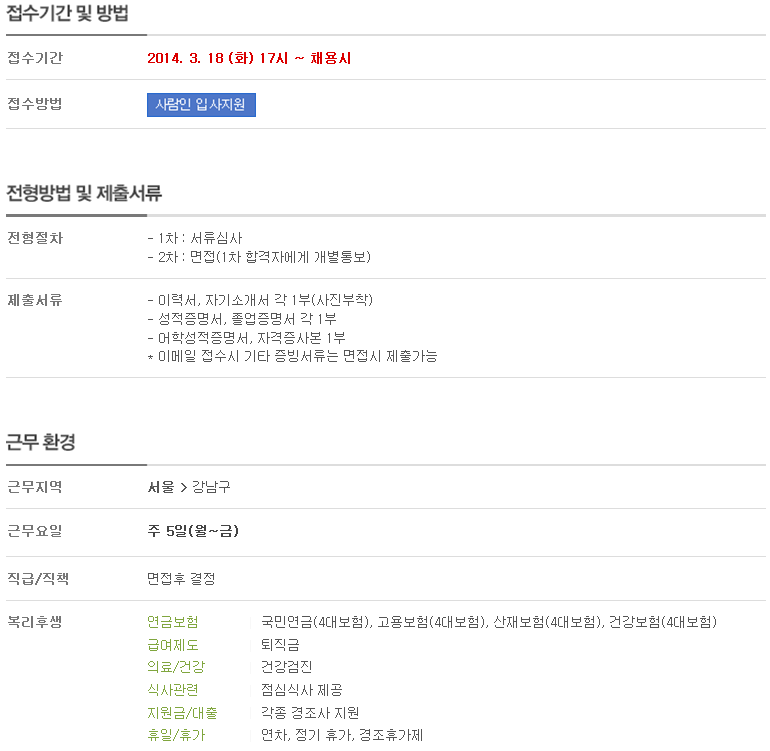 접수기간 및 방법
접수기간 2014. 3. 18 (화) 17시 ~ 채용시
접수방법 사람인 입사지원
전형방법 및 제출서류
전형절차 - 1차 : 서류심사
- 2차 : 면접(1차 합격자에게 개별통보)
제출서류 - 이력서, 자기소개서 각 1부(사진부착)
- 성적증명서, 졸업증명서 각 1부
- 어학성적증명서, 자격증사본 1부
* 이메일 접수시 기타 증빙서류는 면접시 제출가능
근무 환경
근무지역 서울 > 강남구
근무요일 주 5일(월~금)
직급/직책 면접후 결정
복리후생 연금보험 국민연금(4대보험), 고용보험(4대보험), 산재보험(4대보험), 건강보험(4대보험)
급여제도 퇴직금
의료/건강 건강검진
식사관련 점심식사 제공
지원금/대출 각종 경조사 지원
휴일/휴가 연차, 정기 휴가, 경조휴가제